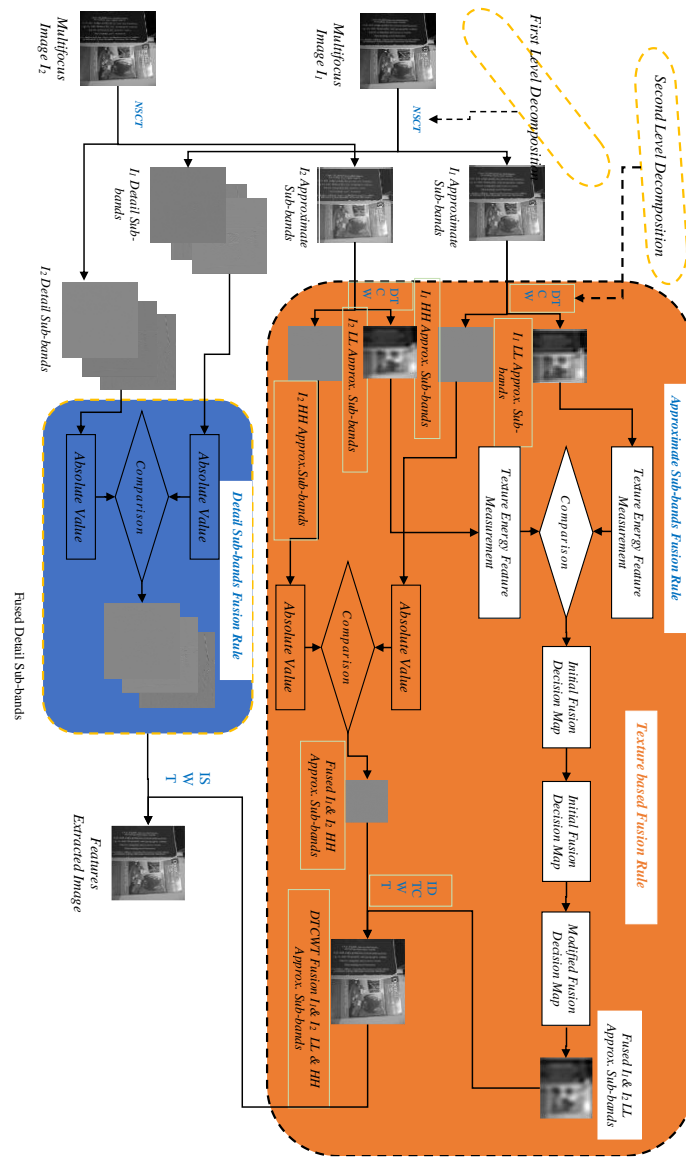 Second Level Decomposition
First Level Decomposition
Multifocus
Image I1
NSCT
Multifocus
Image I2
NSCT
I1 Approximate
Sub-bands
I2 Approximate
Sub-bands
I1 Detail Sub-
bands
I2 Detail Sub-bands
Approximate Sub-bands Fusion Rule
Texture based Fusion Rule
DT
C
W
DT
C
W
I1 LL Approx. Sub-
bands
I1 HH Approx. Sub-bands
I2 LL Approx. Sub-bands
I2 HH Approx.Sub-bands
Texture Energy Feature
Measurement
Comparison
Texture Energy Feature
Measurement
Initial Fusion
Decision Map
Initial Fusion
Decision Map
Modified Fusion
Decision Map
Fused I1& I2 LL
Approx. Sub-bands
Absolute Value
Comparison
Absolute Value
Fused I1& I2 HH
Approx. Sub-bands
ID
TC
W
T
DTCWT Fusion I1& I2 LL & HH
Approx. Sub-bands
Detail Sub-bands Fusion Rule
Absolute Value
Comparison
Absolute Value
Fused Detail Sub-bands
IS
W
T
Features
Extracted Image